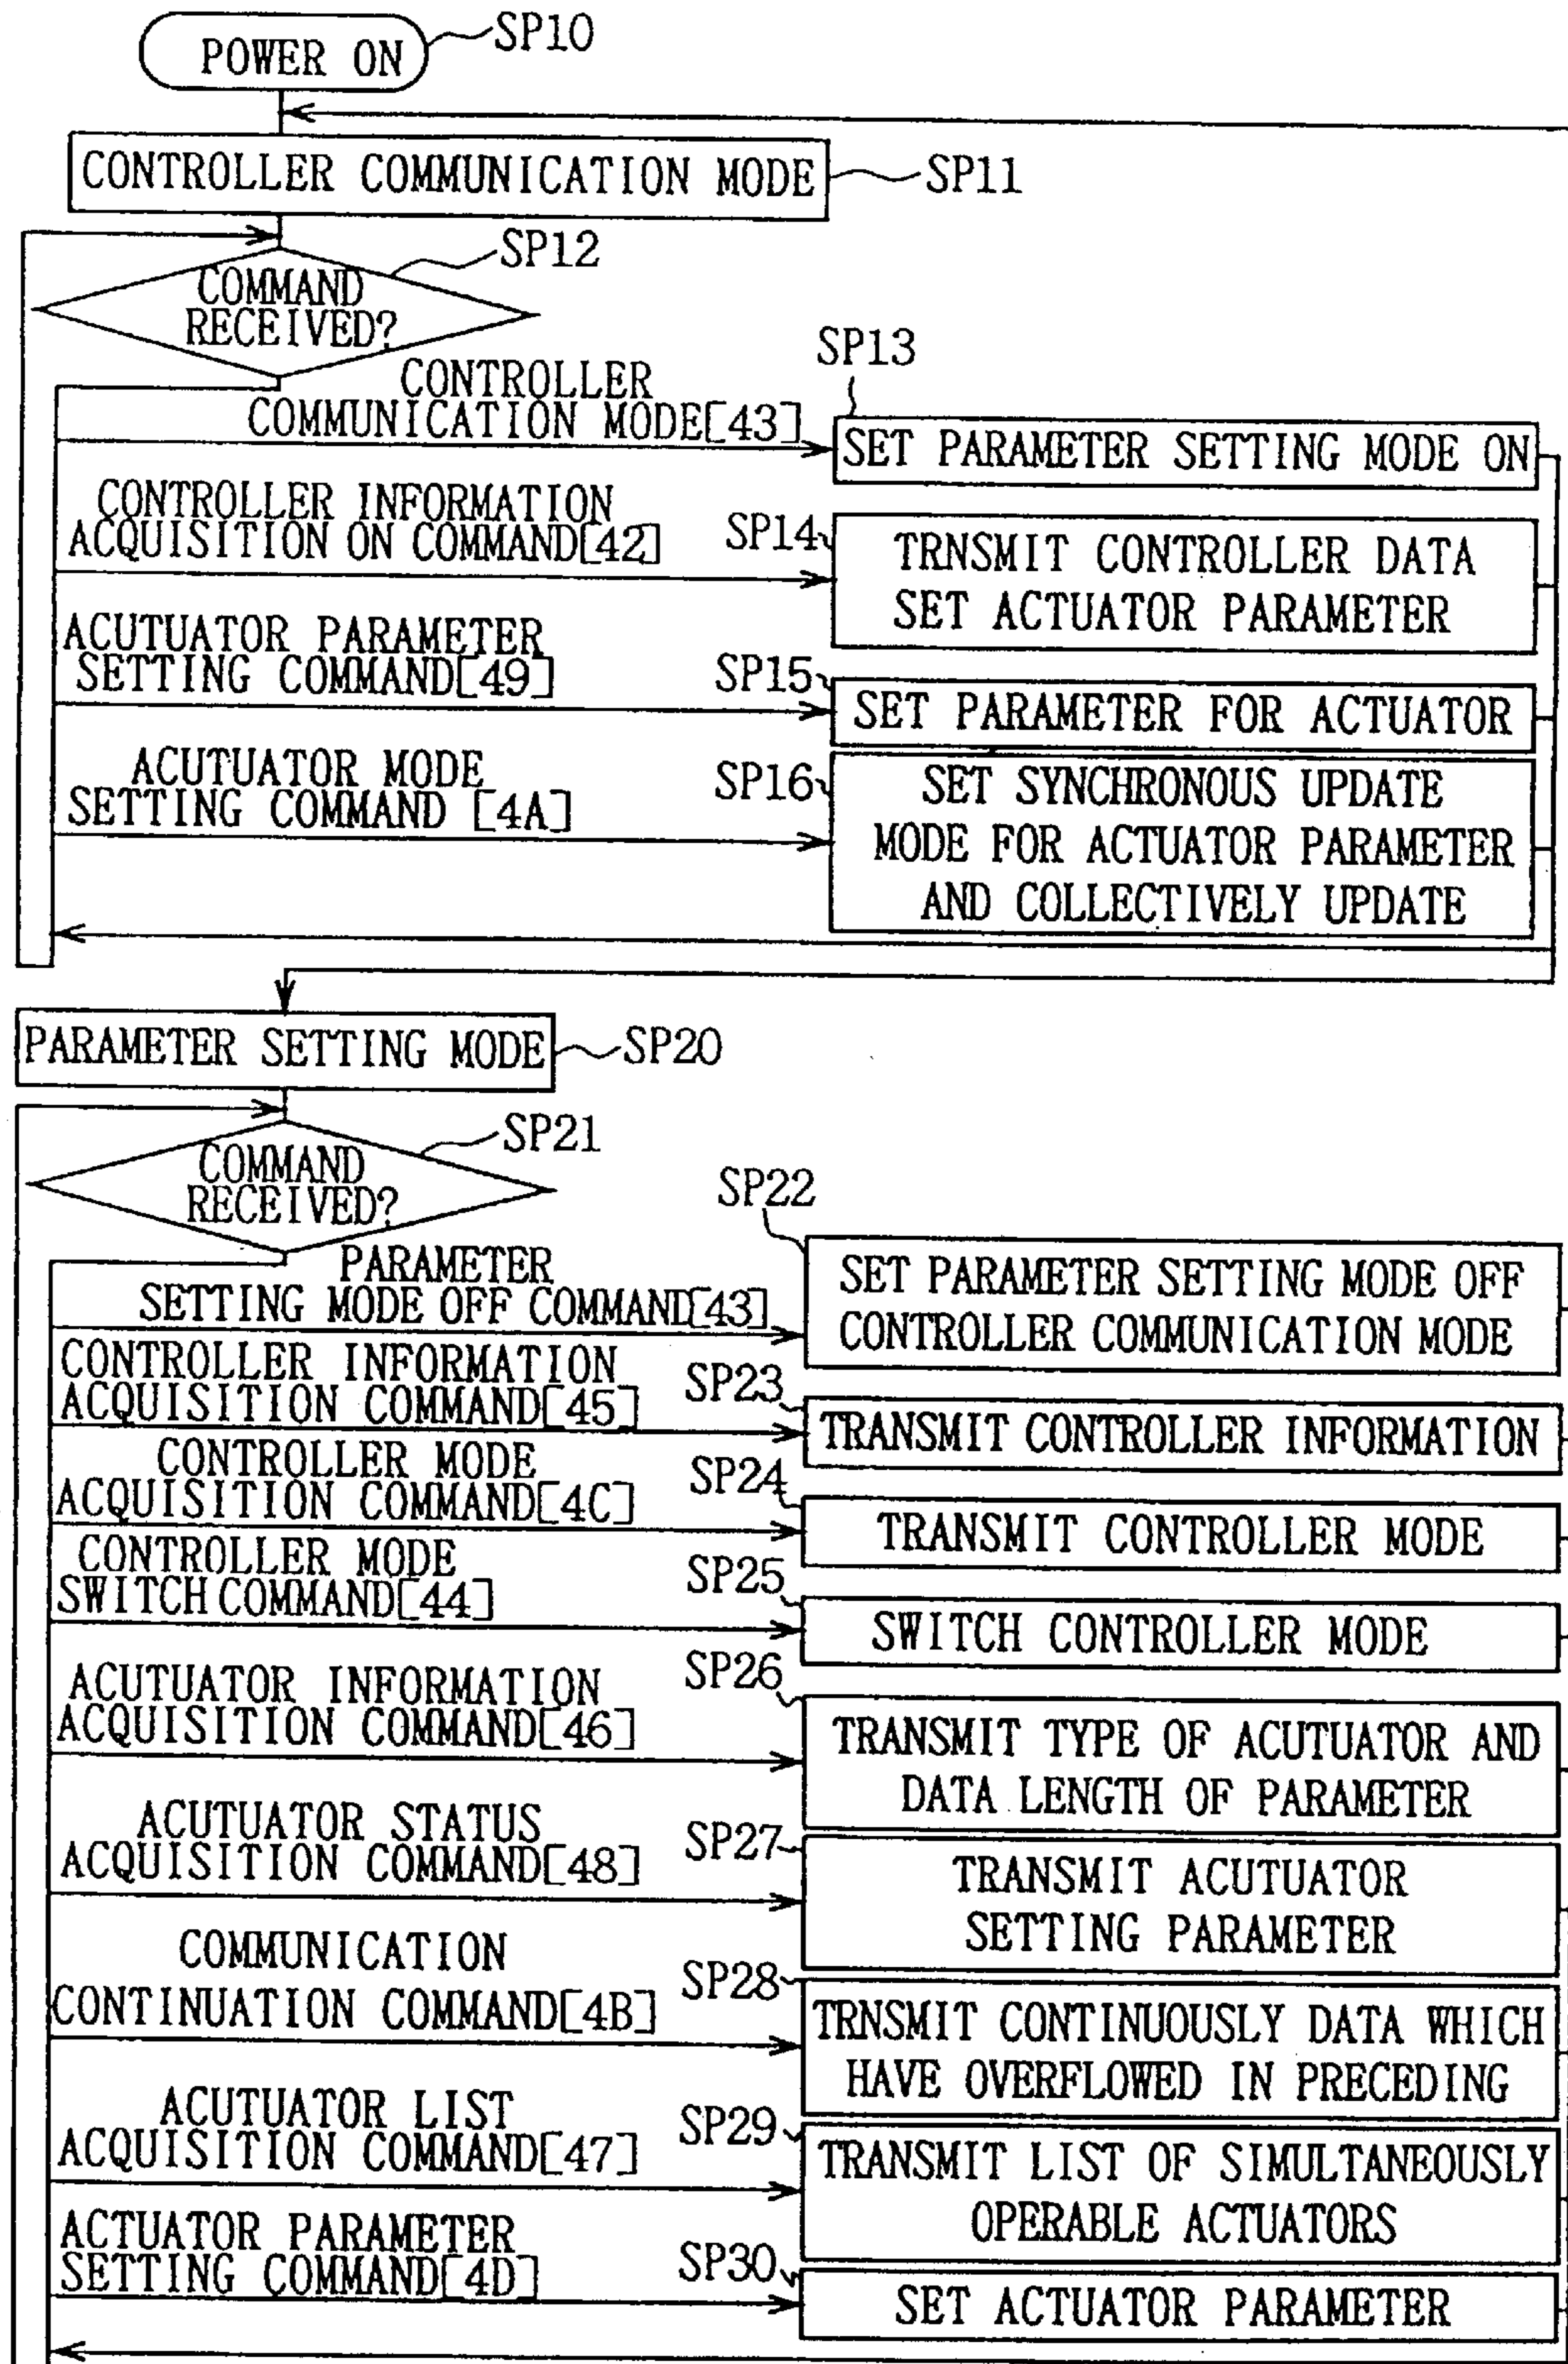 POWER ON
SP10
CONTROLLER COMMUNICATION MODE
SP11
SP12
COMMAND
RECEIVED?
CONTROLLER
COMMUNICATION MODE[43]
SP13
SET PARAMETER SETTING MODE ON
CONTROLLER INFORMATION
ACQUISITION ON COMMAND[42]
SP14
TRNSMIT CONTROLLER DATA
SET ACTUATOR PARAMETER
ACUTUATOR PARAMETER
SETTING COMMAND[49]
SP15
SET PARAMETER FOR ACTUATOR
ACUTUATOR MODE
SETTING COMMAND [4A]
SP16
SET SYNCHRONOUS UPDATE
MODE FOR ACTUATOR PARAMETER
AND COLLECTIVELY UPDATE
PARAMETER SETTING MODE
SP20
SP21
COMMAND
RECEIVED?
PARAMETER
SETTING MODE OFF COMMAND[43]
SP22
SET PARAMETER SETTING MODE OFF
CONTROLLER COMMUNICATION MODE
CONTROLLER INFORMATION
ACQUISITION COMMAND[45]
SP23
TRANSMIT CONTROLLER INFORMATION
CONTROLLER MODE
ACQUISITION COMMAND[4C]
SP24
TRANSMIT CONTROLLER MODE
CONTROLLER MODE
SWITCH COMMAND[44]
SP25
SWITCH CONTROLLER MODE
ACUTUATOR INFORMATION
ACQUISITION COMMAND[46]
SP26
TRANSMIT TYPE OF ACUTUATOR AND
DATA LENGTH OF PARAMETER
ACUTUATOR STATUS
ACQUISITION COMMAND[48]
SP27
TRANSMIT ACUTUATOR
SETTING PARAMETER
COMMUNICATION
CONTINUATION COMMAND[4B]
SP28
TRNSMIT CONTINUOUSLY DATA WHICH
HAVE OVERFLOWED IN PRECEDING
ACUTUATOR LIST
ACQUISITION COMMAND[47]
SP29
TRANSMIT LIST OF SIMULTANEOUSLY
OPERABLE ACTUATORS
ACTUATOR PARAMETER
SETTING COMMAND[4D]
SP30
SET ACTUATOR PARAMETER